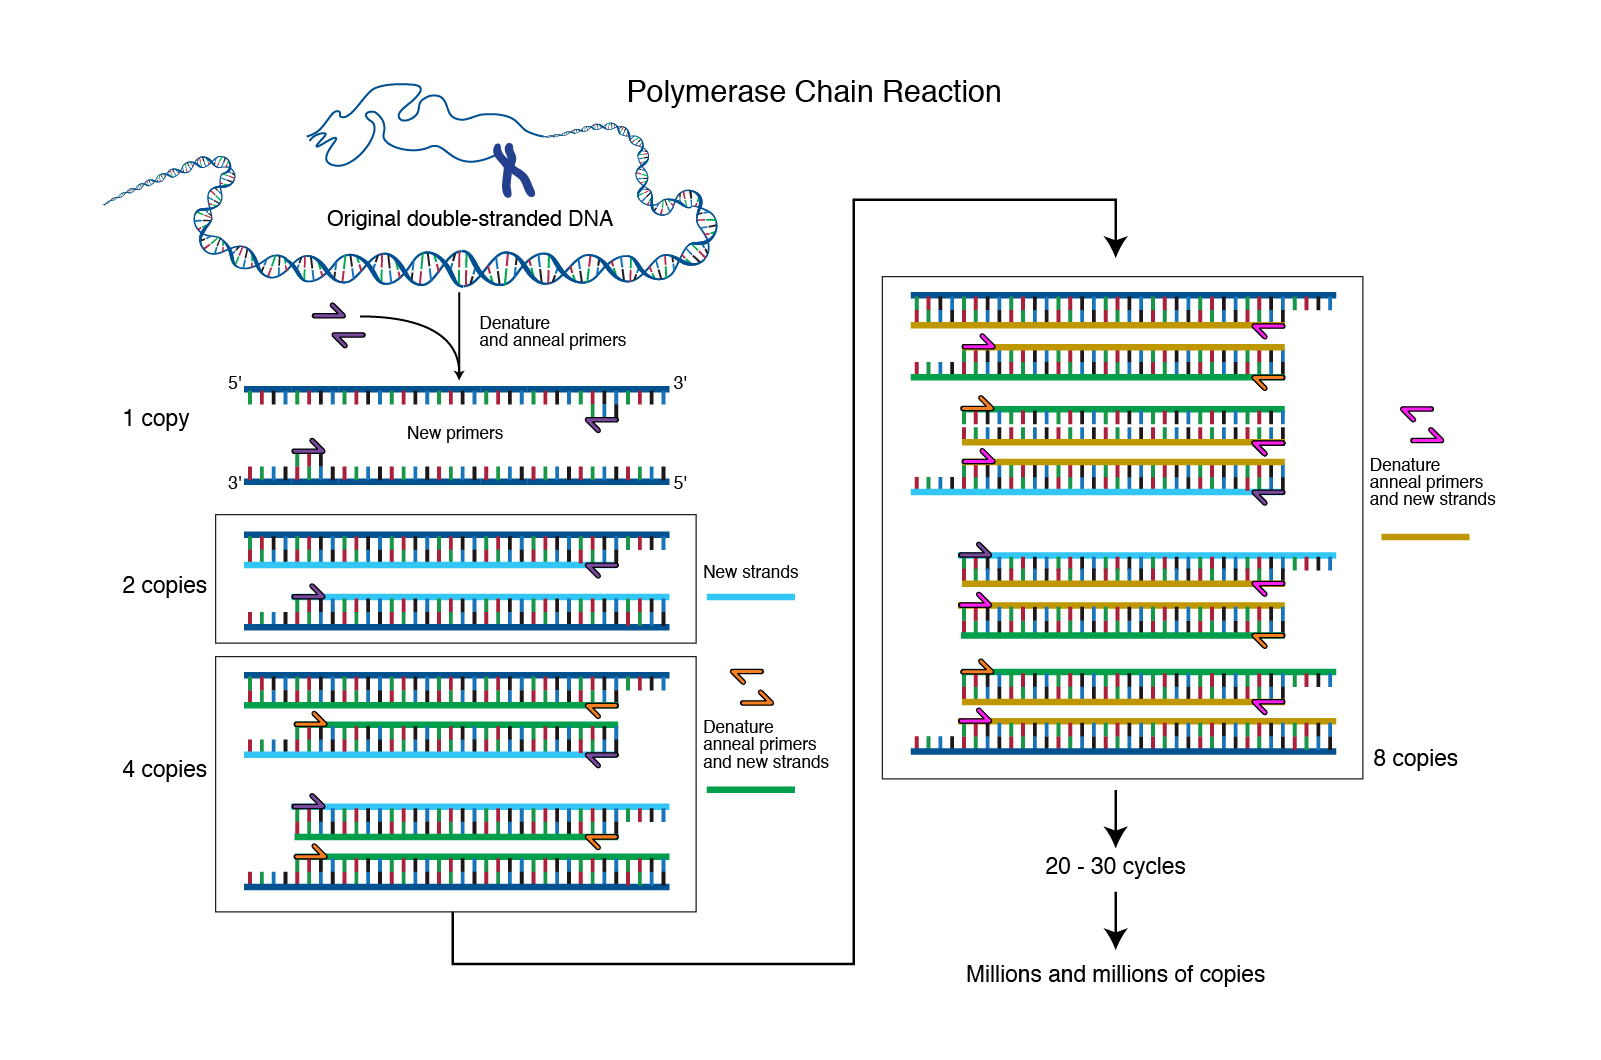 Polymerase Chain Reaction
Original double-stranded DNA
Denature
and anneal primers
5'
3'
1 copy
New primers
3'
5'
2 copies
New strands
4 copies
Denature
anneal primers
and new strands
Denature
anneal primers
and new strands
8 copies
20 - 30 cycles
Millions and millions of copies